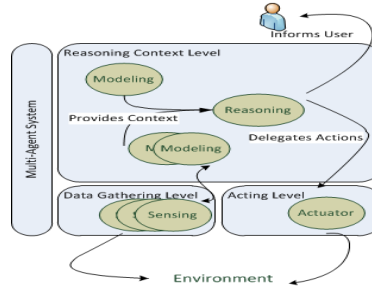 Informs User
Reasoning Context Level
Modeling
Reasoning
Provides Context
Modeling
Delegates Actions
Multi-Agent System
Data Gathering Level
Acting Level
Sensing
Actuator
Environment